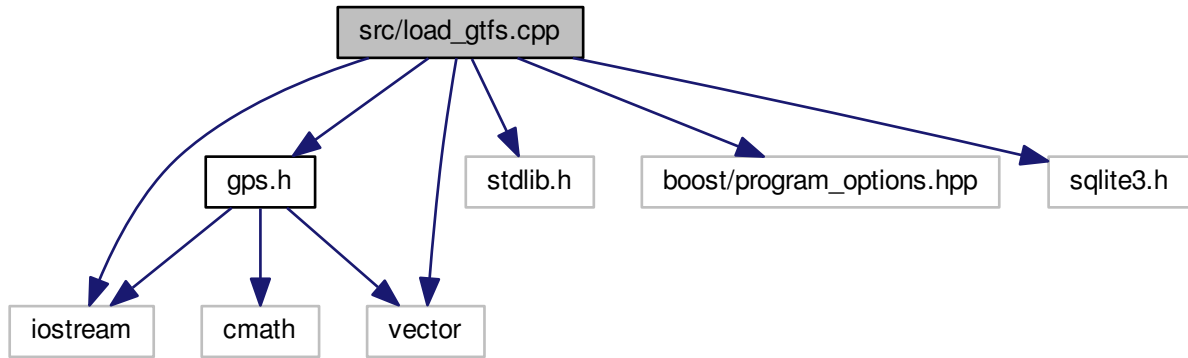 src/load_gtfs.cpp
gps.h
stdlib.h
boost/program_options.hpp
sqlite3.h
iostream
cmath
vector